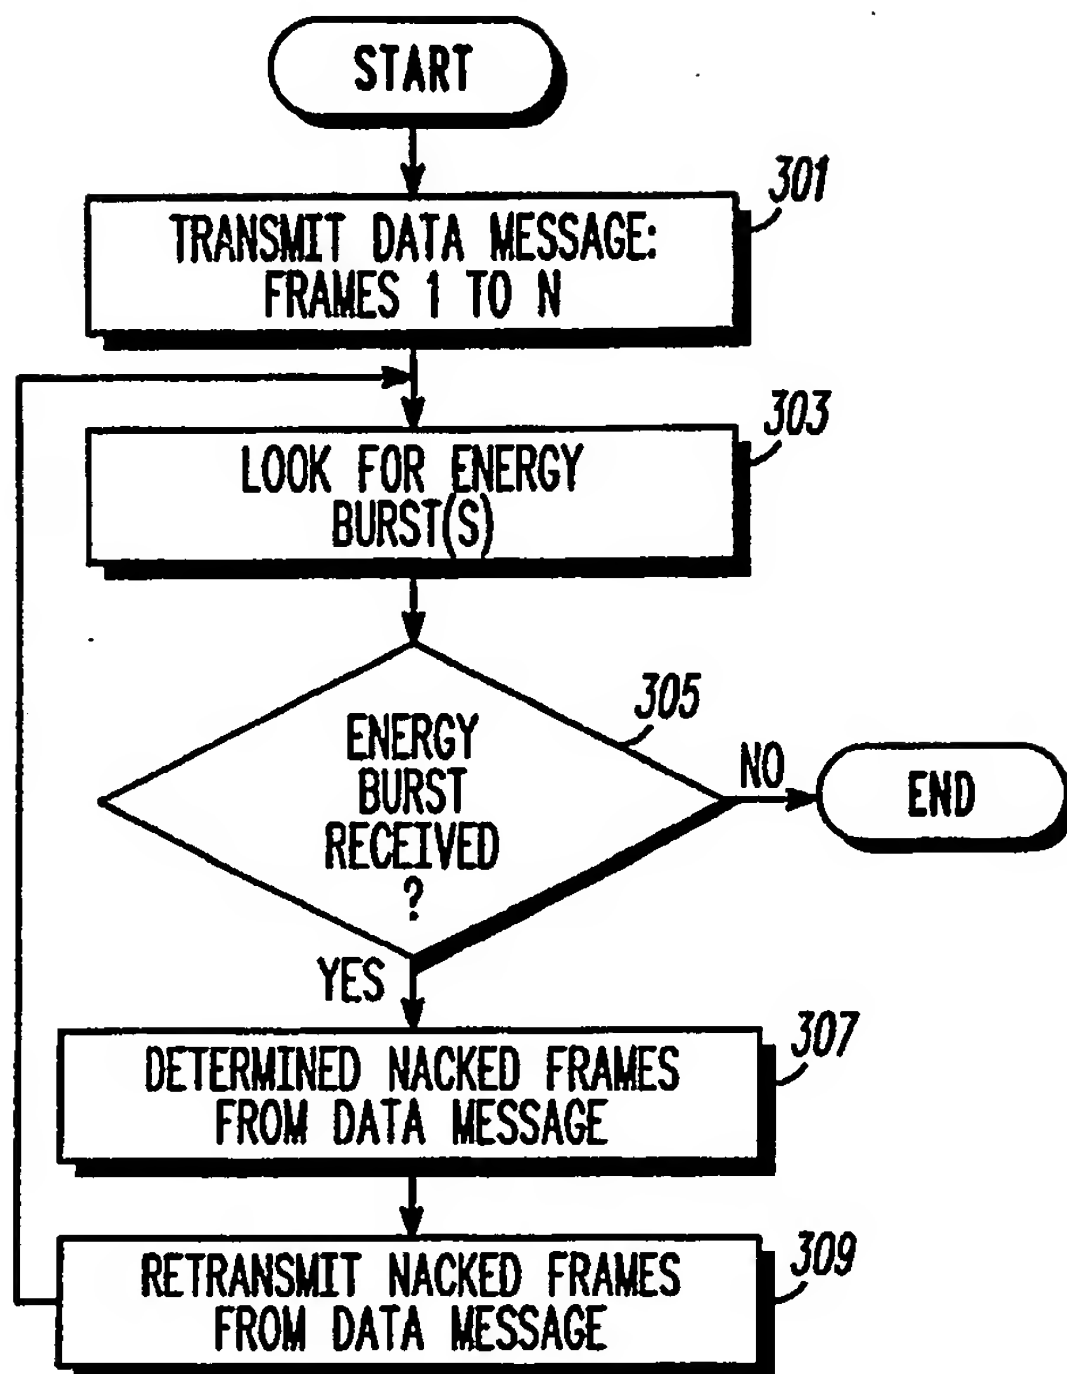 START
301
TRANSMIT DATA MESSAGE:
FRAMES 1 TO N
303
LOOK FOR ENERGY
BURST(S)
305
ENERGY
BURST
RECEIVED
?
NO
END
YES
307
DETERMINED NACKED FRAMES
FROM DATA MESSAGE
309
RETRANSMIT NACKED FRAMES
FROM DATA MESSAGE